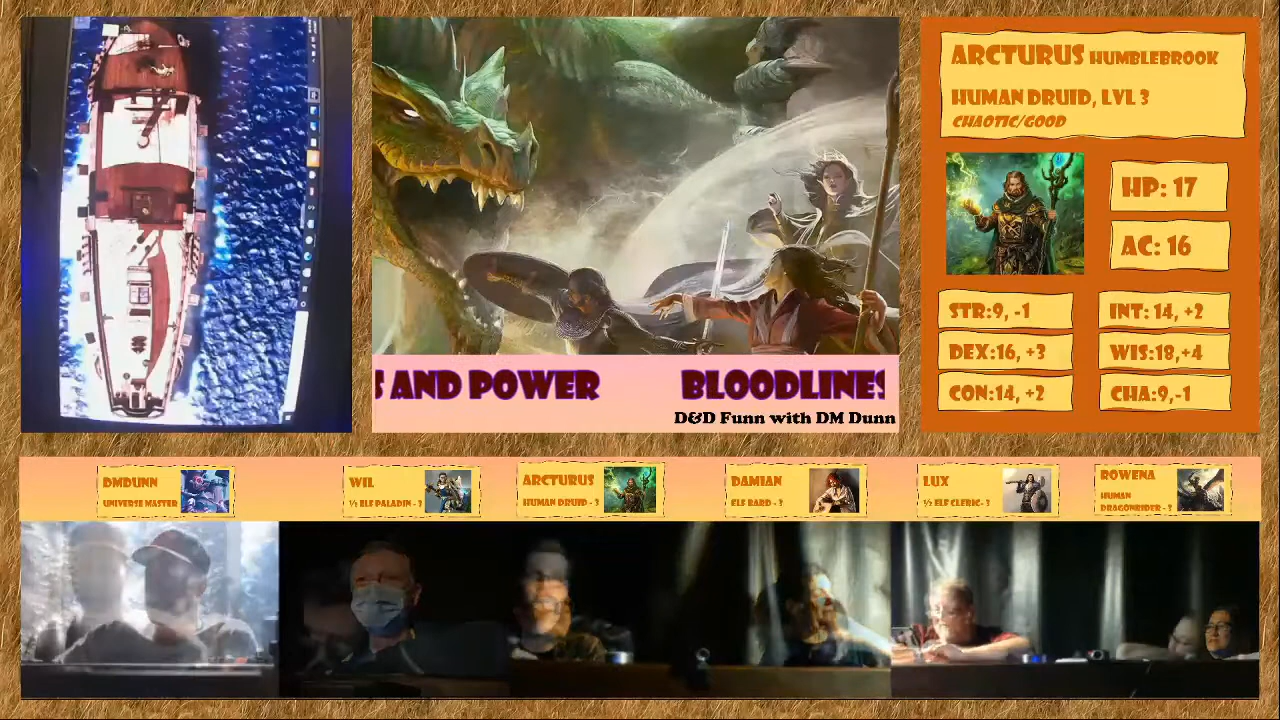 ARCTURUS HUMBLEBROOK
HUMAN DRUID, LVL 3
CHAOTIC/GOOD
HP: 17
AC: 16
STR:9, -1
INT: 14,+2
DEX:16, +3
WIS:18,+4
CON:14, +2
CHA:9,-1
S AND POWER BLOODLINES
D&D Funn with DM Dunn
DMDUNN
UNIVERSE MASTER
WIL
½ ELF PALADIN - 3
ARCTURUS
HUMAN DRUID - 3
DAMIAN
ELF BARD - 3
LUX
½ ELF CLERIC- 3
ROWENA
HUMAN
DRAGONRIDER - 3